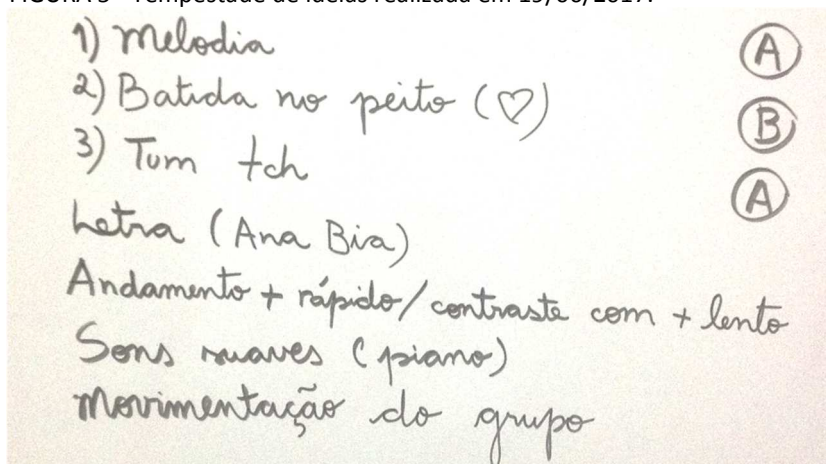 FIGURA 3 - Tempestade de ideias realizada em 19/06/2017.
1) Melodia
A
2) Batida no peito (♡)
B
3) Tum tch
A
Letra (Ana Bia)
Andamento + rápido / contraste com + lento
Sons suaves (piano)
Movimentação do grupo